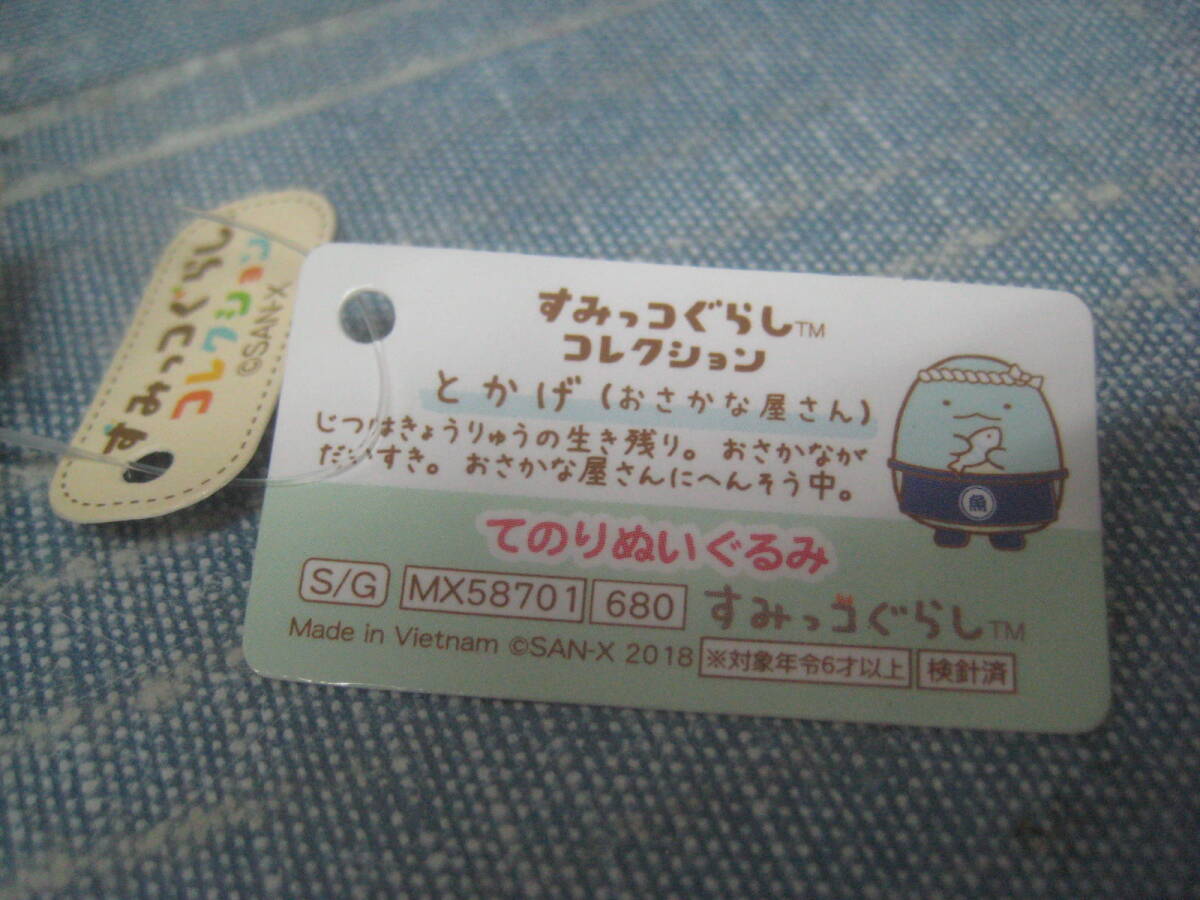 すみっコぐらし
コレクション
©SAN-X
すみっコぐらし™
コレクション
とかげ(おさかな屋さん)
じつはきょうりゅうの生き残り。おさかなが
だいすき。おさかな屋さんにへんそう中。
魚
てのりぬいぐるみ
S/G MX58701 680 すみっコぐらし™
Made in Vietnam ©SAN-X 2018 ※対象年令6才以上 検針済